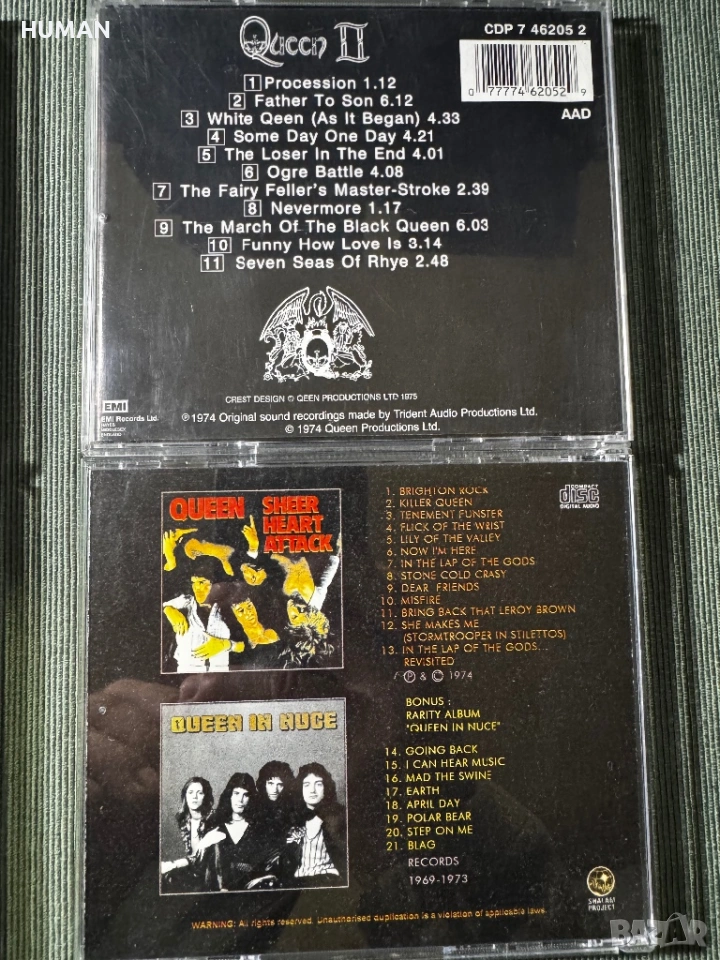 HUMAN
Queen II
CDP 7 46205 2
0 77774 62052 9
AAD
1 Procession 1.12
2 Father To Son 6.12
3 White Qeen (As It Began) 4.33
4 Some Day One Day 4.21
5 The Loser In The End 4.01
6 Ogre Battle 4.08
7 The Fairy Feller's Master-Stroke 2.39
8 Nevermore 1.17
9 The March Of The Black Queen 6.03
10 Funny How Love Is 3.14
11 Seven Seas Of Rhye 2.48
CREST DESIGN © QEEN PRODUCTIONS LTD 1975
EMI
EMI Records Ltd.
HAYES
MIDDLESEX
ENGLAND
℗ 1974 Original sound recordings made by Trident Audio Productions Ltd.
© 1974 Queen Productions Ltd.
QUEEN SHEER
HEART
ATTACK
COMPACT
disc
DIGITAL AUDIO
1. BRIGHTON ROCK
2. KILLER QUEEN
3. TENEMENT FUNSTER
4. FLICK OF THE WRIST
5. LILY OF THE VALLEY
6. NOW I'M HERE
7. IN THE LAP OF THE GODS
8. STONE COLD CRASY
9. DEAR FRIENDS
10. MISFIRE
11. BRING BACK THAT LEROY BROWN
12. SHE MAKES ME
(STORMTROOPER IN STILETTOS)
13. IN THE LAP OF THE GODS...
REVISITED
℗ & © 1974
QUEEN IN NUCE
BONUS :
RARITY ALBUM
"QUEEN IN NUCE"
14. GOING BACK
15. I CAN HEAR MUSIC
16. MAD THE SWINE
17. EARTH
18. APRIL DAY
19. POLAR BEAR
20. STEP ON ME
21. BLAG
RECORDS
1969-1973
SHALAM
PROJECT
WARNING: All rights reserved. Unauthorised duplication is a violation of applicable laws.
BAZAR